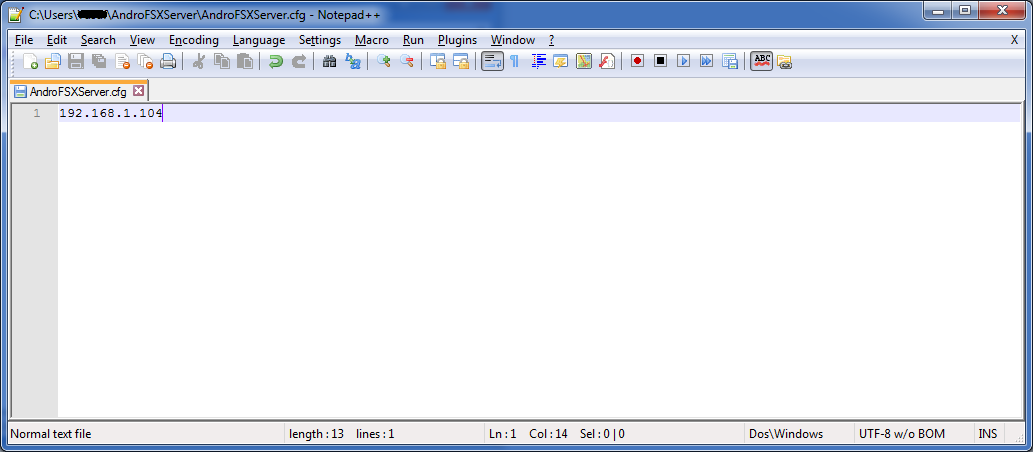 C:\Users\ \AndroFSXServer\AndroFSXServer.cfg - Notepad++
File Edit Search View Encoding Language Settings Macro Run Plugins Window ? X
ABC
AndroFSXServer.cfg
1 192.168.1.104
Normal text file length : 13 lines : 1 Ln : 1 Col : 14 Sel : 0 | 0 Dos\Windows UTF-8 w/o BOM INS